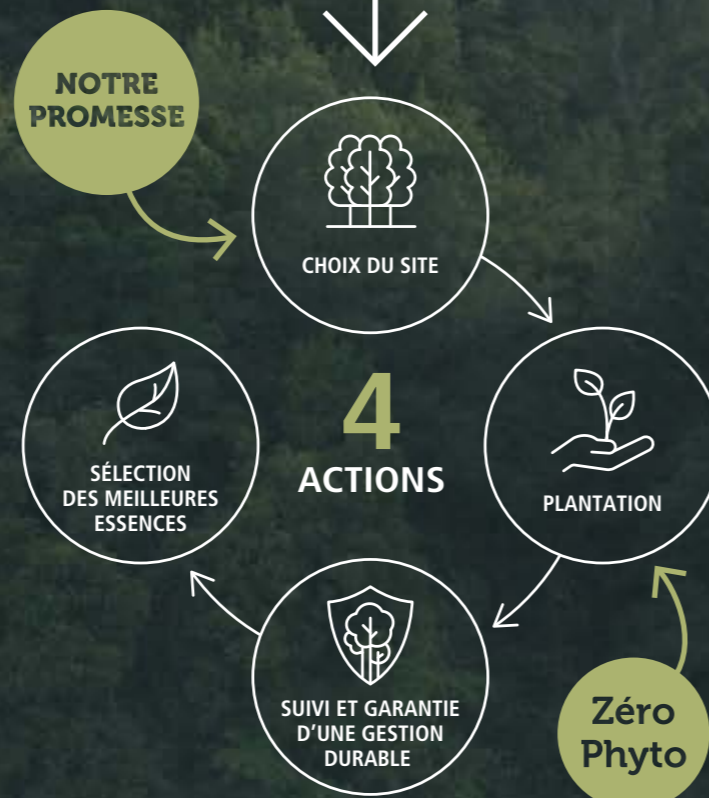 NOTRE
PROMESSE
CHOIX DU SITE
4
ACTIONS
SÉLECTION
DES MEILLEURES
ESSENCES
PLANTATION
SUIVI ET GARANTIE
D'UNE GESTION
DURABLE
Zéro
Phyto